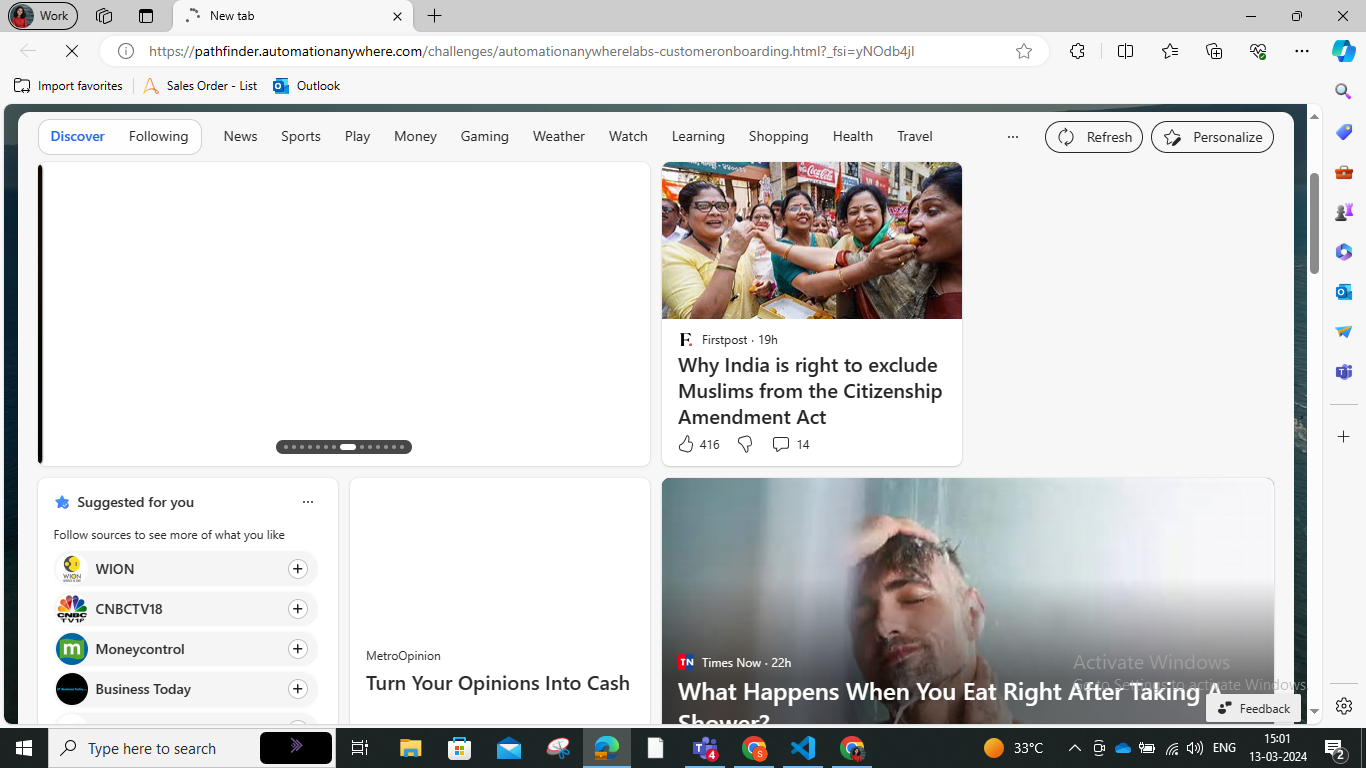 Work
New tab
https://pathfinder.automationanywhere.com/challenges/automationanywherelabs-customeronboarding.html?_fsi=yNOdb4jI
Import favorites
Sales Order - List
Outlook
Discover
Following
News
Sports
Play
Money
Gaming
Weather
Watch
Learning
Shopping
Health
Travel
Refresh
Personalize
Coca-Cola
Firstpost · 19h
Why India is right to exclude
Muslims from the Citizenship
Amendment Act
416
14
Suggested for you
Follow sources to see more of what you like
WION
CNBCTV18
Moneycontrol
Business Today
MetroOpinion
Turn Your Opinions Into Cash
TN Times Now · 22h
What Happens When You Eat Right After Taking A
Shower?
Activate Windows
Go to Settings to activate Windows.
Feedback
Type here to search
4
33°C
ENG
15:01
13-03-2024
2